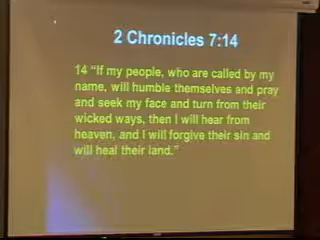 2 Chronicles 7:14
14 "If my people, who are called by my
name, will humble themselves and pray
and seek my face and turn from their
wicked ways, then I will hear from
heaven, and I will forgive their sin and
will heal their land."